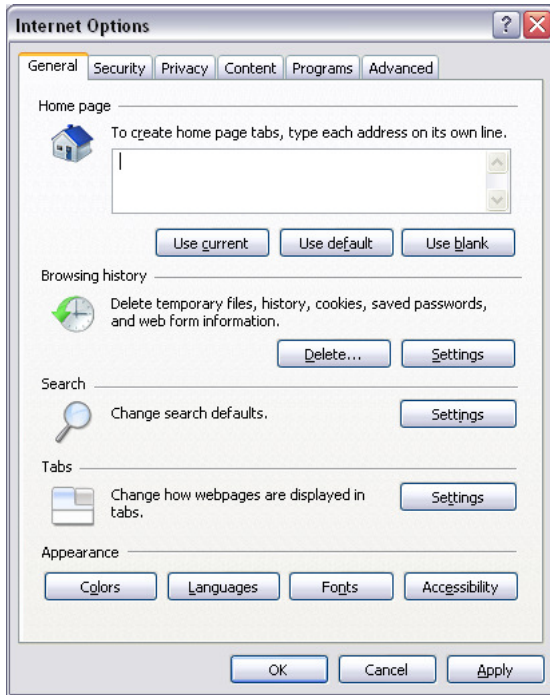 Internet Options
General Security Privacy Content Programs Advanced
Home page
To create home page tabs, type each address on its own line.
Use current Use default Use blank
Browsing history
Delete temporary files, history, cookies, saved passwords,
and web form information.
Delete... Settings
Search
Change search defaults. Settings
Tabs
Change how webpages are displayed in Settings
tabs.
Appearance
Colors Languages Fonts Accessibility
OK Cancel Apply